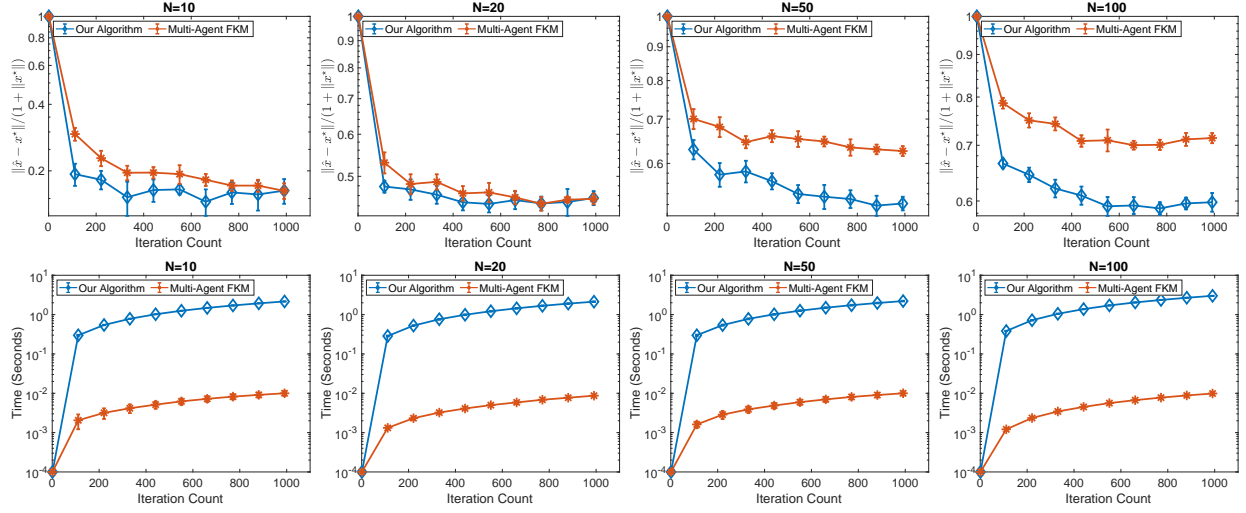 N=10
Our Algorithm Multi-Agent FKM
1
0.4
0.2
‖x̂ − x*‖/(1 + ‖x*‖)
0 200 400 600 800 1000
Iteration Count
N=20
Our Algorithm Multi-Agent FKM
1
0.9
0.8
0.7
0.6
0.5
‖x̂ − x*‖/(1 + ‖x*‖)
0 200 400 600 800 1000
Iteration Count
N=50
Our Algorithm Multi-Agent FKM
1
0.9
0.8
0.7
0.6
‖x̂ − x*‖/(1 + ‖x*‖)
0 200 400 600 800 1000
Iteration Count
N=100
Our Algorithm Multi-Agent FKM
1
0.9
0.8
0.7
0.6
‖x̂ − x*‖/(1 + ‖x*‖)
0 200 400 600 800 1000
Iteration Count
N=10
Our Algorithm Multi-Agent FKM
10¹
10⁰
10⁻¹
10⁻²
10⁻³
10⁻⁴
Time (Seconds)
0 200 400 600 800 1000
Iteration Count
N=20
Our Algorithm Multi-Agent FKM
10¹
10⁰
10⁻¹
10⁻²
10⁻³
10⁻⁴
Time (Seconds)
0 200 400 600 800 1000
Iteration Count
N=50
Our Algorithm Multi-Agent FKM
10¹
10⁰
10⁻¹
10⁻²
10⁻³
10⁻⁴
Time (Seconds)
0 200 400 600 800 1000
Iteration Count
N=100
Our Algorithm Multi-Agent FKM
10¹
10⁰
10⁻¹
10⁻²
10⁻³
10⁻⁴
Time (Seconds)
0 200 400 600 800 1000
Iteration Count